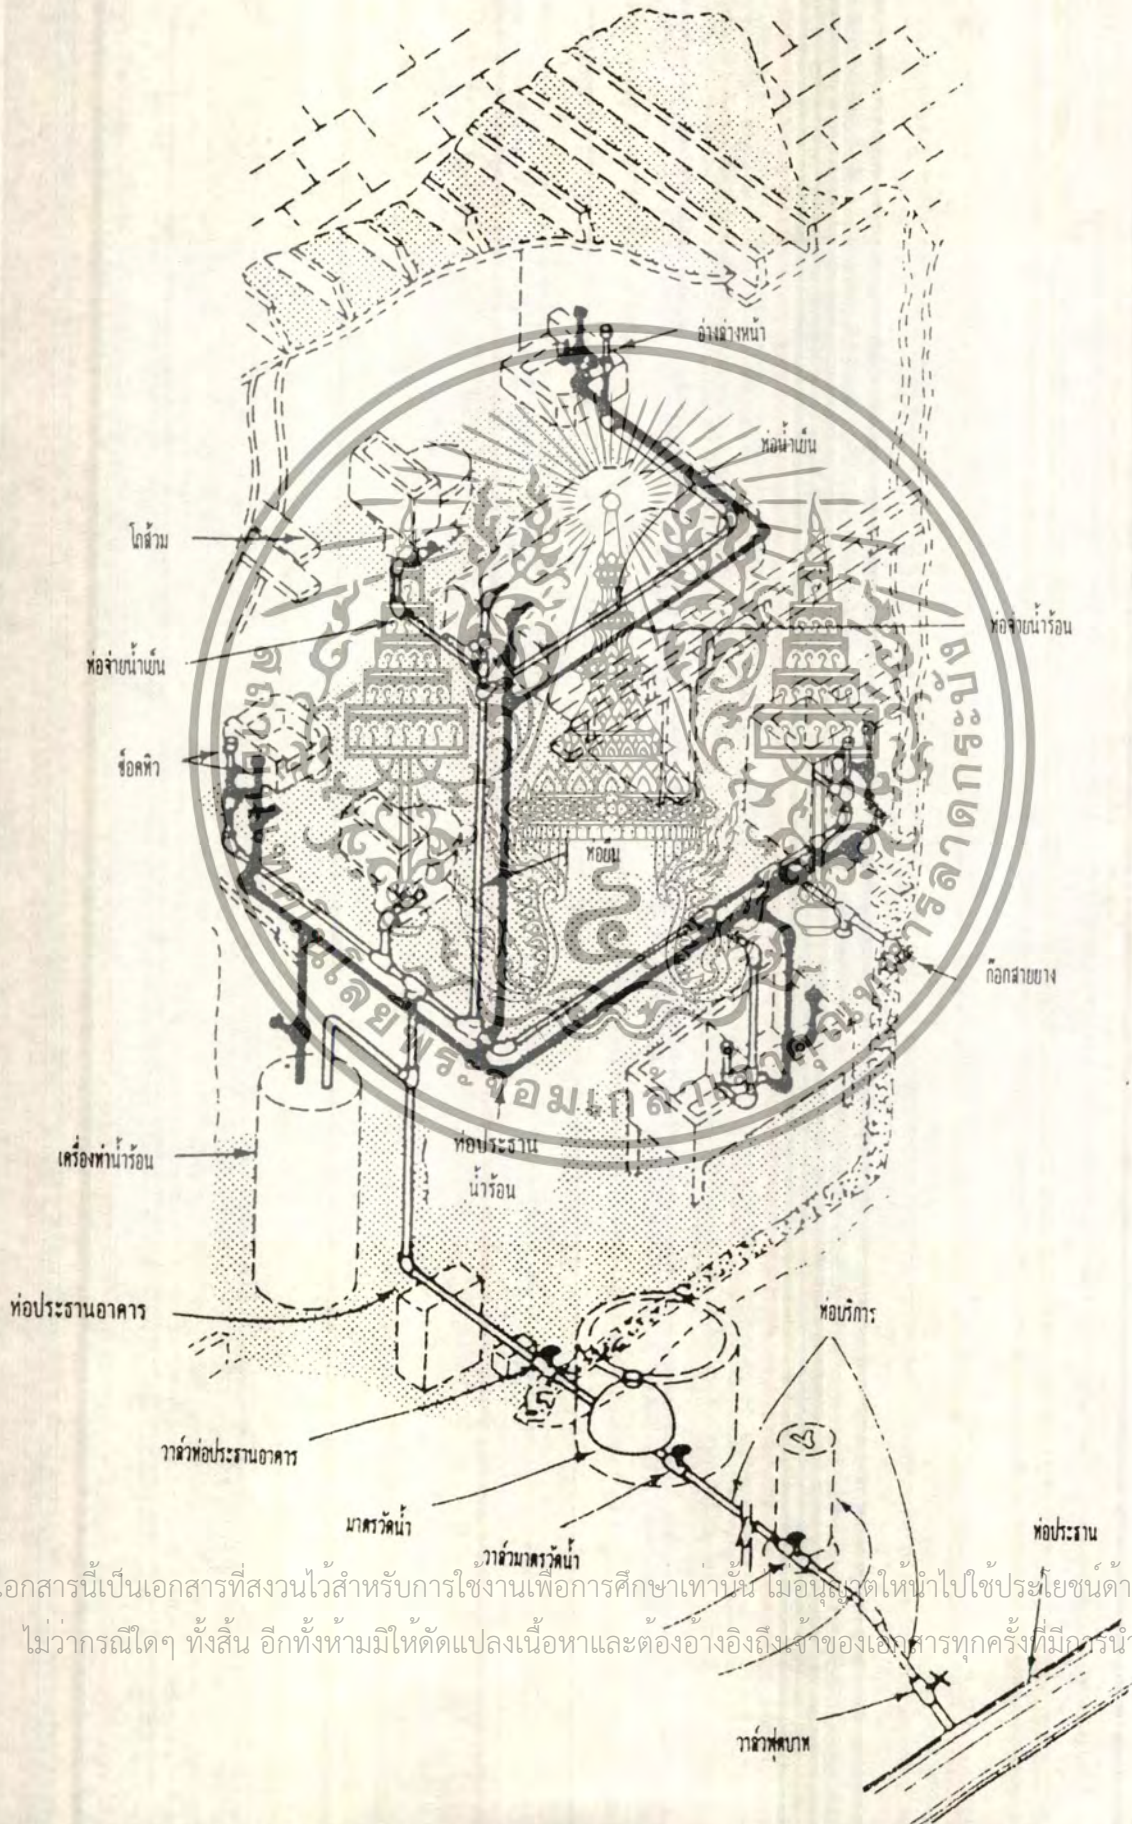 อ่างล่างหน้า
ท่อน้ำเย็น
โถส้วม
ท่อจ่ายน้ำร้อน
ท่อจ่ายน้ำเย็น
ช็อคคิว
ท่อยืน
ก๊อกสายยาง
เครื่องทำน้ำร้อน
ท่อประธาน
น้ำร้อน
ท่อประธานอาคาร
ท่อบริการ
วาล์วท่อประธานอาคาร
มาตรวัดน้ำ
วาล์วมาตรวัดน้ำ
ท่อประธาน
อกสารนี้เป็นเอกสารที่สงวนไว้สำหรับการใช้งานเพื่อการศึกษาเท่านั้น ไม่อนุญาตให้นำไปใช้ประโยชน์ด้า
ไม่ว่ากรณีใดๆ ทั้งสิ้น อีกทั้งห้ามมิให้ดัดแปลงเนื้อหาและต้องอ้างอิงถึงเจ้าของเอกสารทุกครั้งที่มีการนำ
วาล์วฟุตบาท